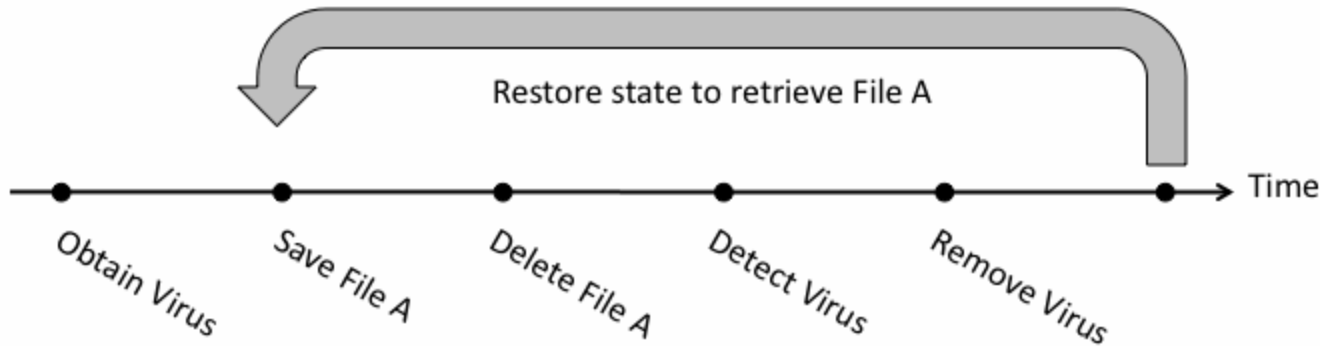 Restore state to retrieve File A
Time
Obtain Virus
Save File A
Delete File A
Detect Virus
Remove Virus